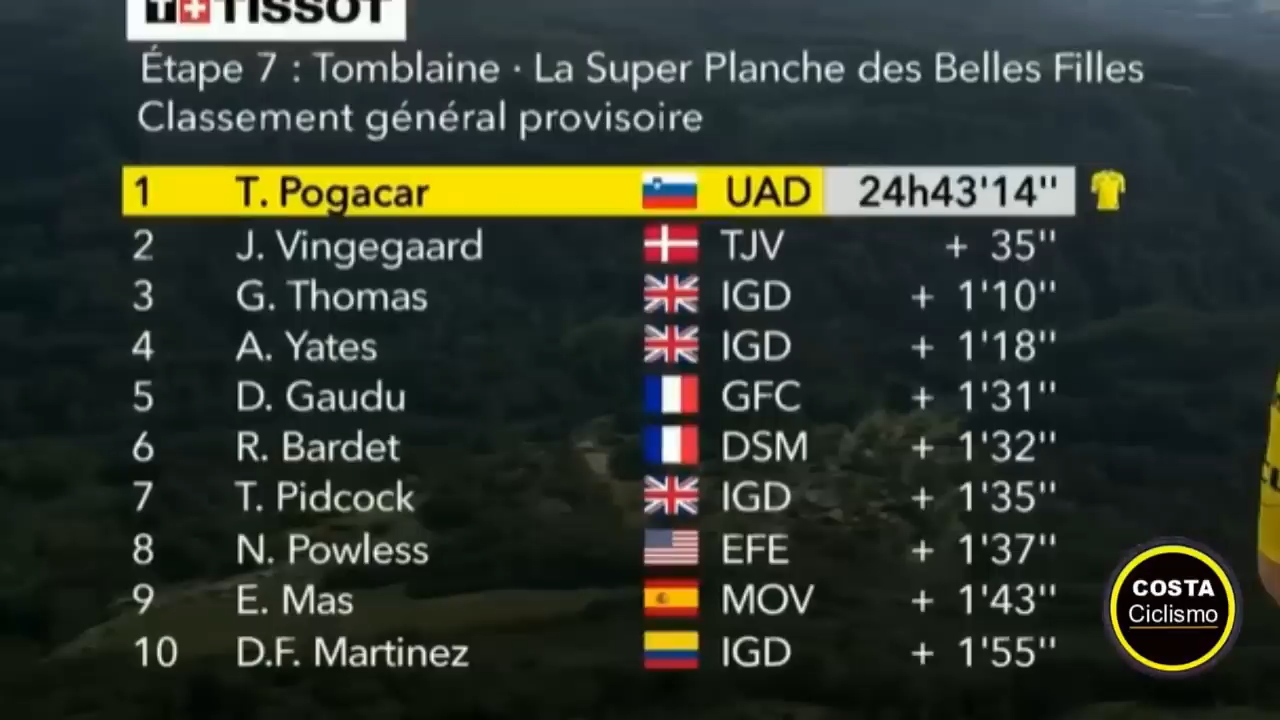 T+TISSOT
Étape 7 : Tomblaine · La Super Planche des Belles Filles
Classement général provisoire
1 T. Pogacar UAD 24h43'14''
2 J. Vingegaard TJV + 35''
3 G. Thomas IGD + 1'10''
4 A. Yates IGD + 1'18''
5 D. Gaudu GFC + 1'31''
6 R. Bardet DSM + 1'32''
7 T. Pidcock IGD + 1'35''
8 N. Powless EFE + 1'37''
9 E. Mas MOV + 1'43''
10 D.F. Martinez IGD + 1'55''
COSTA
Ciclismo